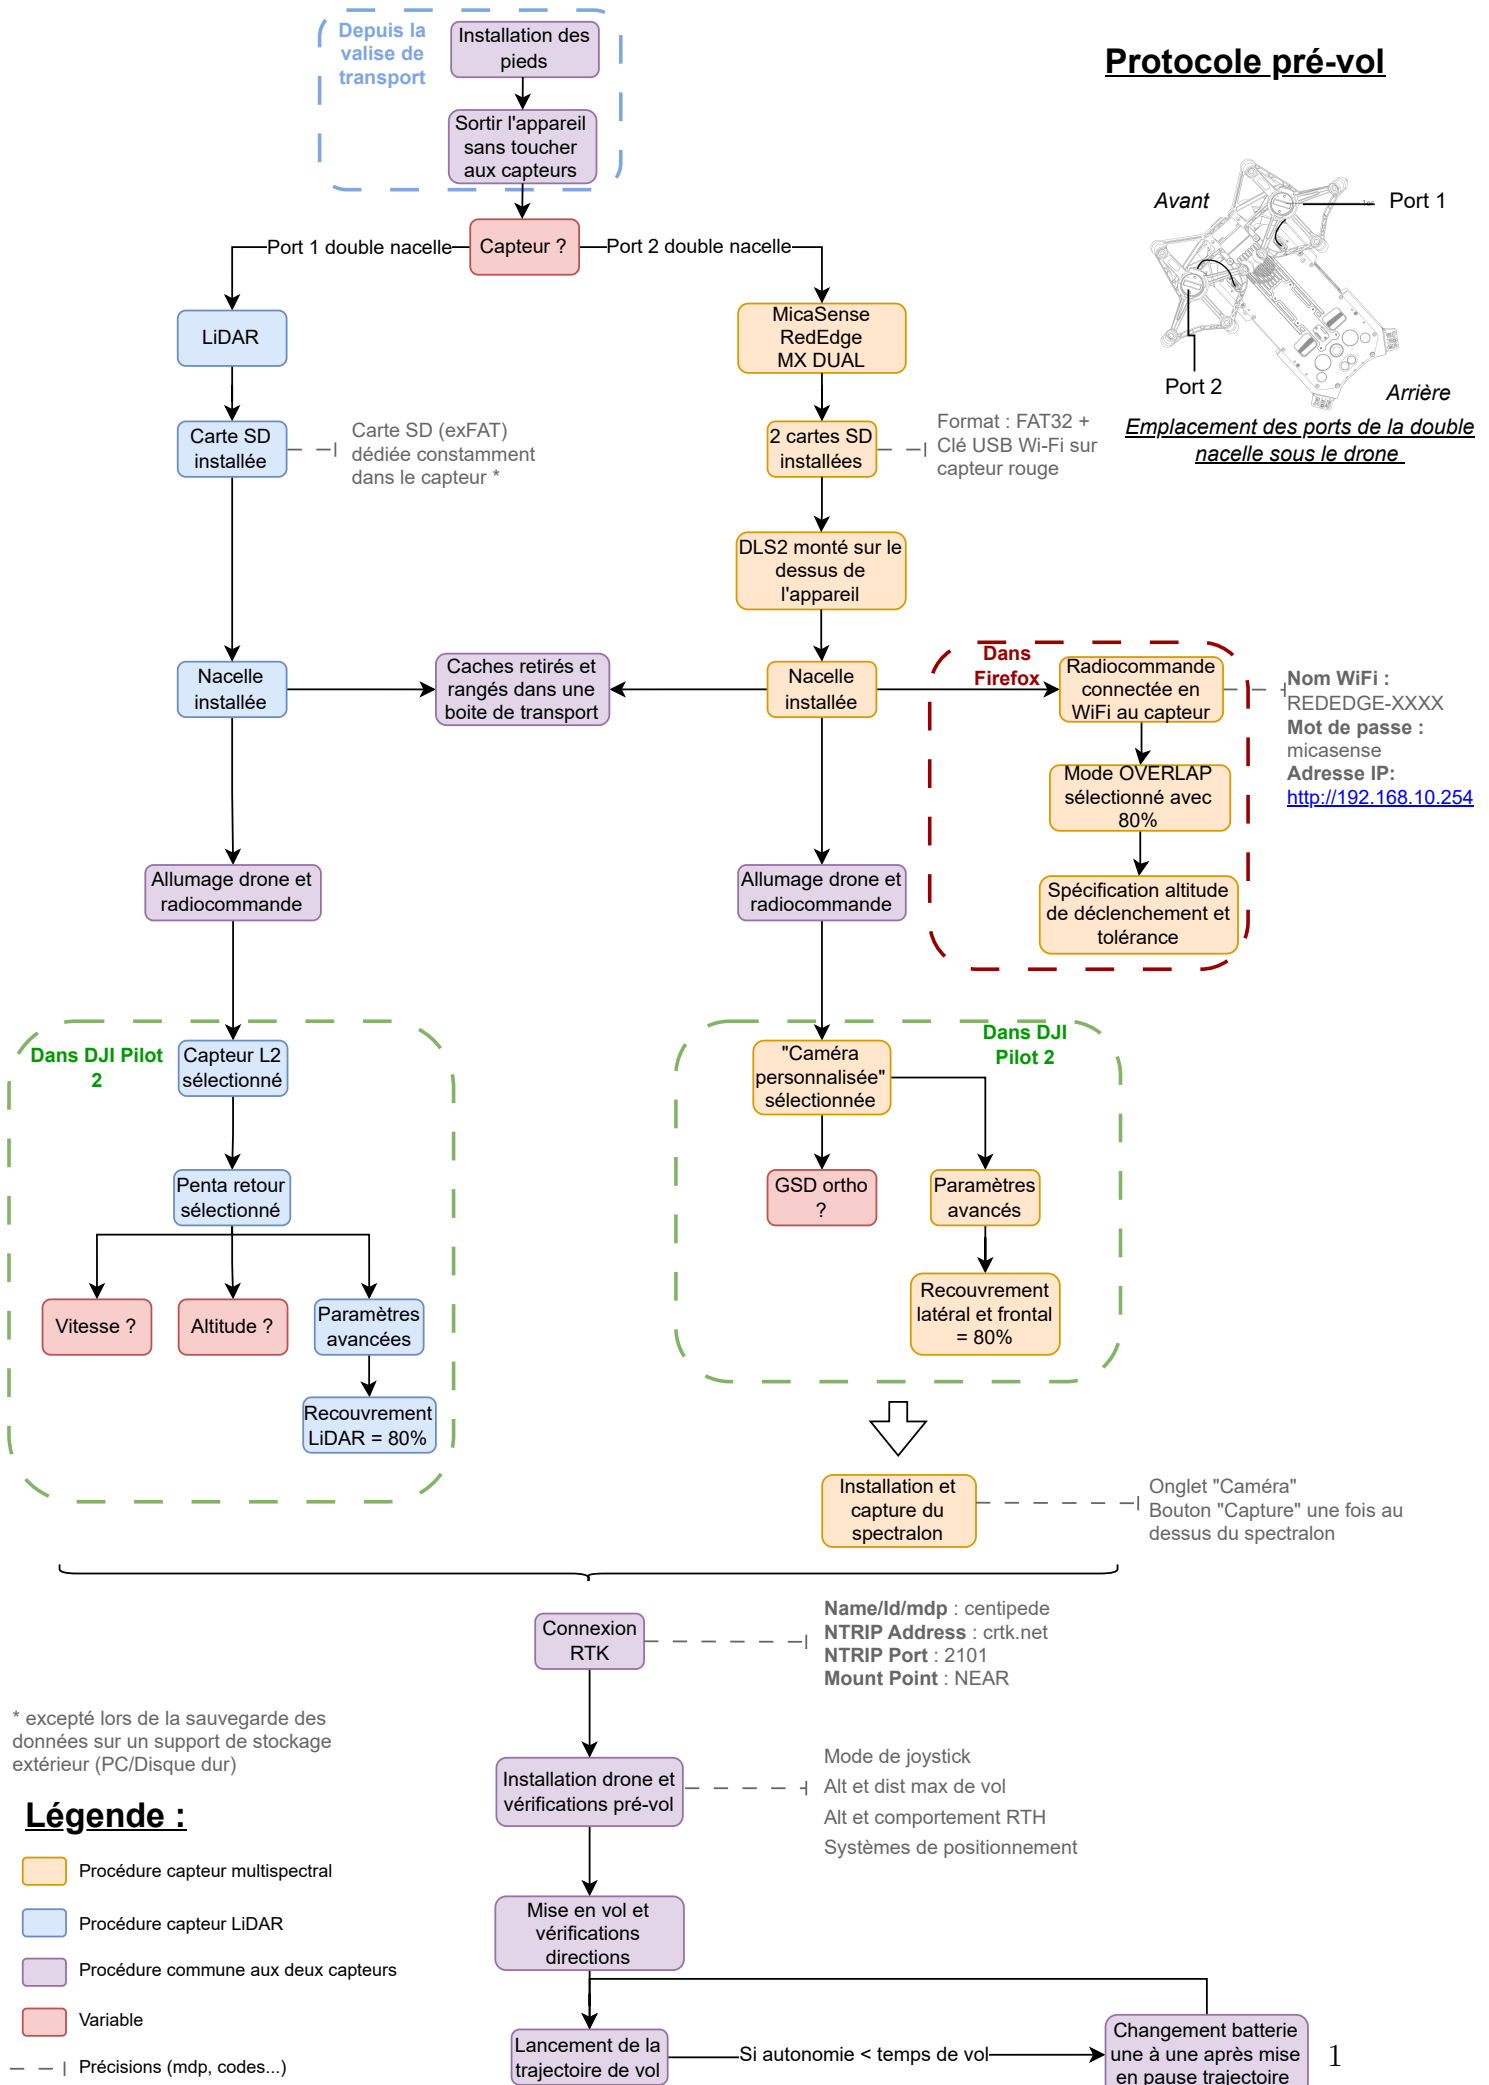 Protocole pré-vol
Depuis la
valise de
transport
Installation des
pieds
Sortir l'appareil
sans toucher
aux capteurs
Capteur ?
Port 1 double nacelle
Port 2 double nacelle
Avant
Port 1
Port 2
Arrière
Emplacement des ports de la double
nacelle sous le drone
LiDAR
MicaSense
RedEdge
MX DUAL
Carte SD
installée
Carte SD (exFAT)
dédiée constamment
dans le capteur *
2 cartes SD
installées
Format : FAT32 +
Clé USB Wi-Fi sur
capteur rouge
DLS2 monté sur le
dessus de
l'appareil
Nacelle
installée
Caches retirés et
rangés dans une
boite de transport
Nacelle
installée
Dans
Firefox
Radiocommande
connectée en
WiFi au capteur
Nom WiFi :
REDEDGE-XXXX
Mot de passe :
micasense
Adresse IP:
http://192.168.10.254
Mode OVERLAP
sélectionné avec
80%
Spécification altitude
de déclenchement et
tolérance
Allumage drone et
radiocommande
Allumage drone et
radiocommande
Dans DJI Pilot
2
Capteur L2
sélectionné
Penta retour
sélectionné
Vitesse ?
Altitude ?
Paramètres
avancées
Recouvrement
LiDAR = 80%
Dans DJI
Pilot 2
"Caméra
personnalisée"
sélectionnée
GSD ortho
?
Paramètres
avancés
Recouvrement
latéral et frontal
= 80%
Installation et
capture du
spectralon
Onglet "Caméra"
Bouton "Capture" une fois au
dessus du spectralon
Connexion
RTK
Name/Id/mdp : centipede
NTRIP Address : crtk.net
NTRIP Port : 2101
Mount Point : NEAR
* excepté lors de la sauvegarde des
données sur un support de stockage
extérieur (PC/Disque dur)
Installation drone et
vérifications pré-vol
Mode de joystick
Alt et dist max de vol
Alt et comportement RTH
Systèmes de positionnement
Mise en vol et
vérifications
directions
Lancement de la
trajectoire de vol
Si autonomie < temps de vol
Changement batterie
une à une après mise
en pause trajectoire
Légende :
Procédure capteur multispectral
Procédure capteur LiDAR
Procédure commune aux deux capteurs
Variable
Précisions (mdp, codes...)
1